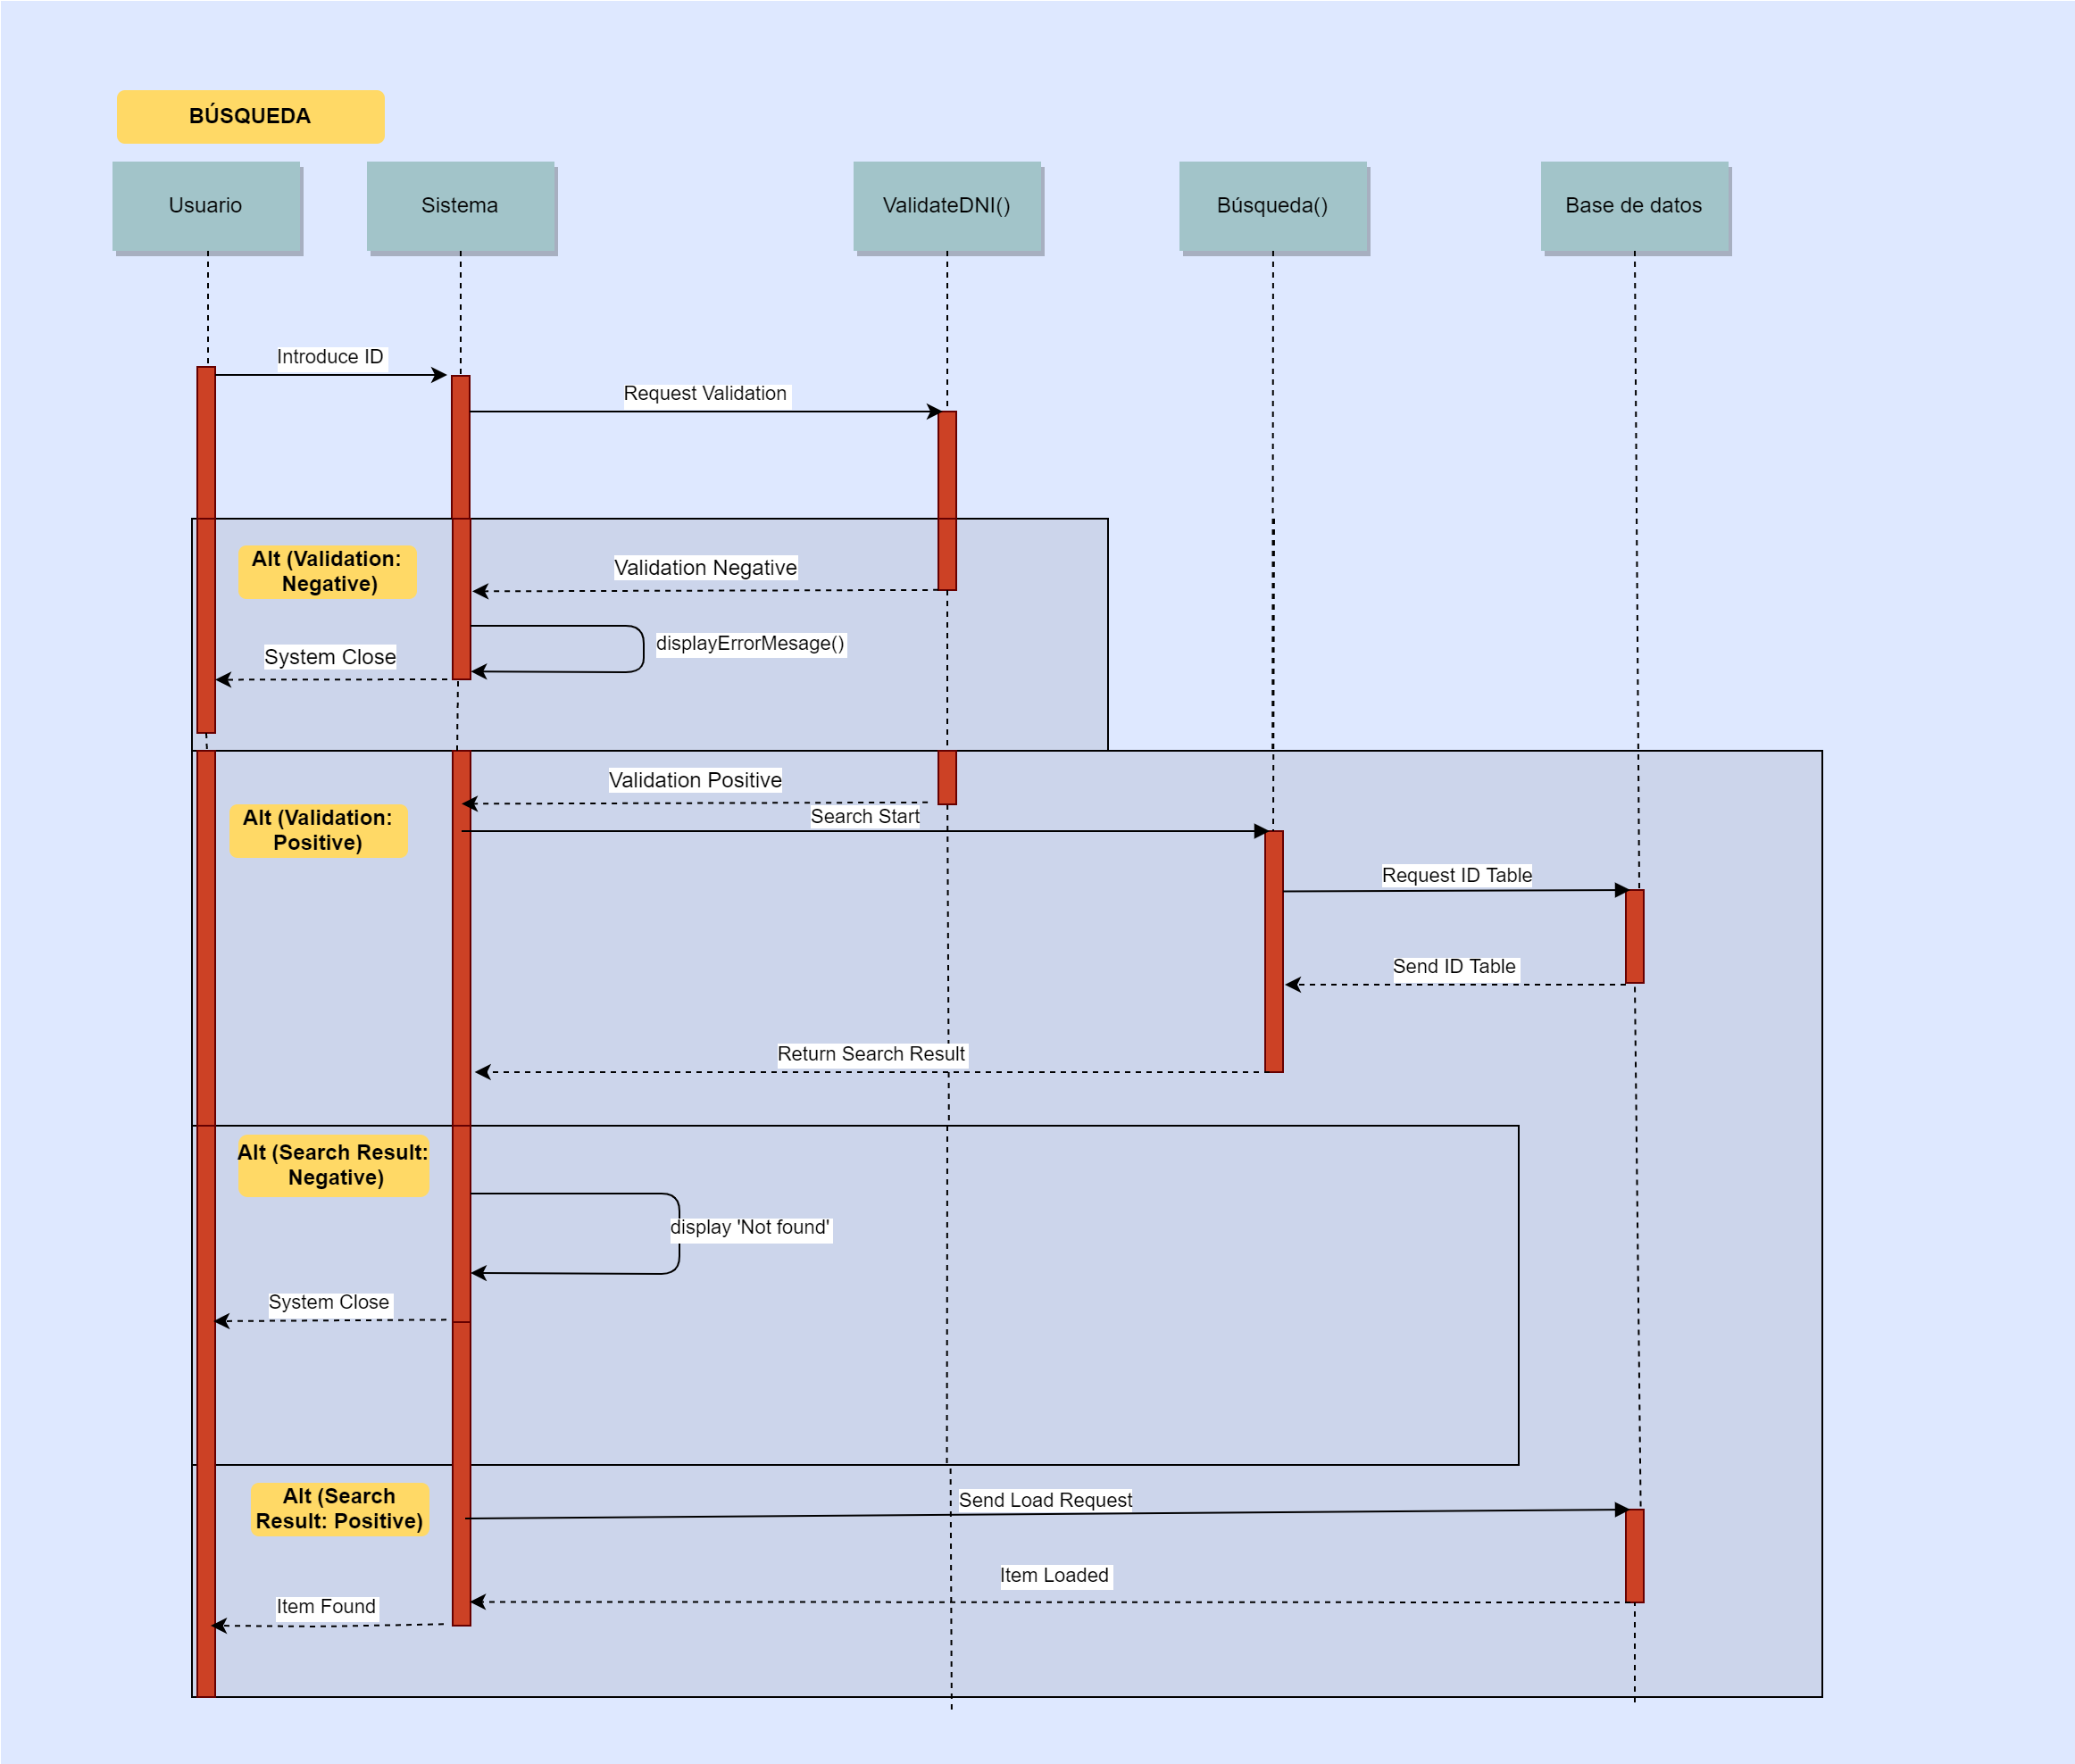 BÚSQUEDA
Usuario
Sistema
ValidateDNI()
Búsqueda()
Base de datos
Introduce ID
Request Validation
Alt (Validation:
Negative)
Validation Negative
displayErrorMesage()
System Close
Validation Positive
Alt (Validation:
Positive)
Search Start
Request ID Table
Send ID Table
Return Search Result
Alt (Search Result:
Negative)
display 'Not found'
System Close
Alt (Search
Result: Positive)
Send Load Request
Item Loaded
Item Found